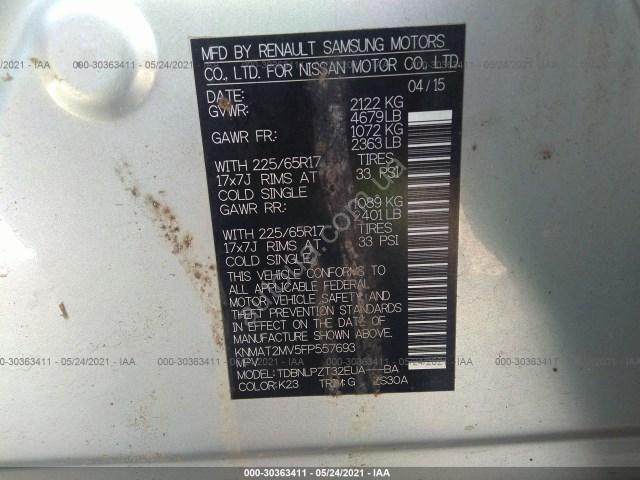 000-30363411 - 05/24/2021 - IAA
MFD BY RENAULT SAMSUNG MOTORS
CO., LTD. FOR NISSAN MOTOR CO., LTD
DATE: 04/15
GVWR: 2122 KG
4679LB
GAWR FR: 1072 KG
2363 LB
WITH 225/65R17 TIRES
17x7J RIMS AT 33 PSI
COLD SINGLE
GAWR RR: 1089 KG
2401LB
WITH 225/65R17 TIRES
17x7J RIMS AT 33 PSI
COLD SINGLE
THIS VEHICLE CONFORMS TO
ALL APPLICABLE FEDERAL
MOTOR VEHICLE SAFETY AND
THEFT PREVENTION STANDARDS
IN EFFECT ON THE DATE OF
MANUFACTURE SHOWN ABOVE.
KNMAT2MV5FP557693
MPV
MODEL: TDBNLPZT32EUA---BA
COLOR:K23 TRIM:G 2S30A
000-30363411 - 05/24/2021 - IAA